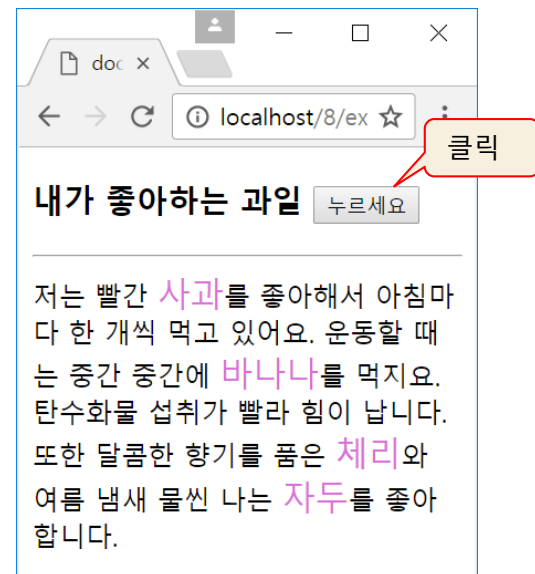 doc
localhost/8/ex
클릭
내가 좋아하는 과일 누르세요
저는 빨간 사과를 좋아해서 아침마
다 한 개씩 먹고 있어요. 운동할 때
는 중간 중간에 바나나를 먹지요.
탄수화물 섭취가 빨라 힘이 납니다.
또한 달콤한 향기를 품은 체리와
여름 냄새 물씬 나는 자두를 좋아
합니다.